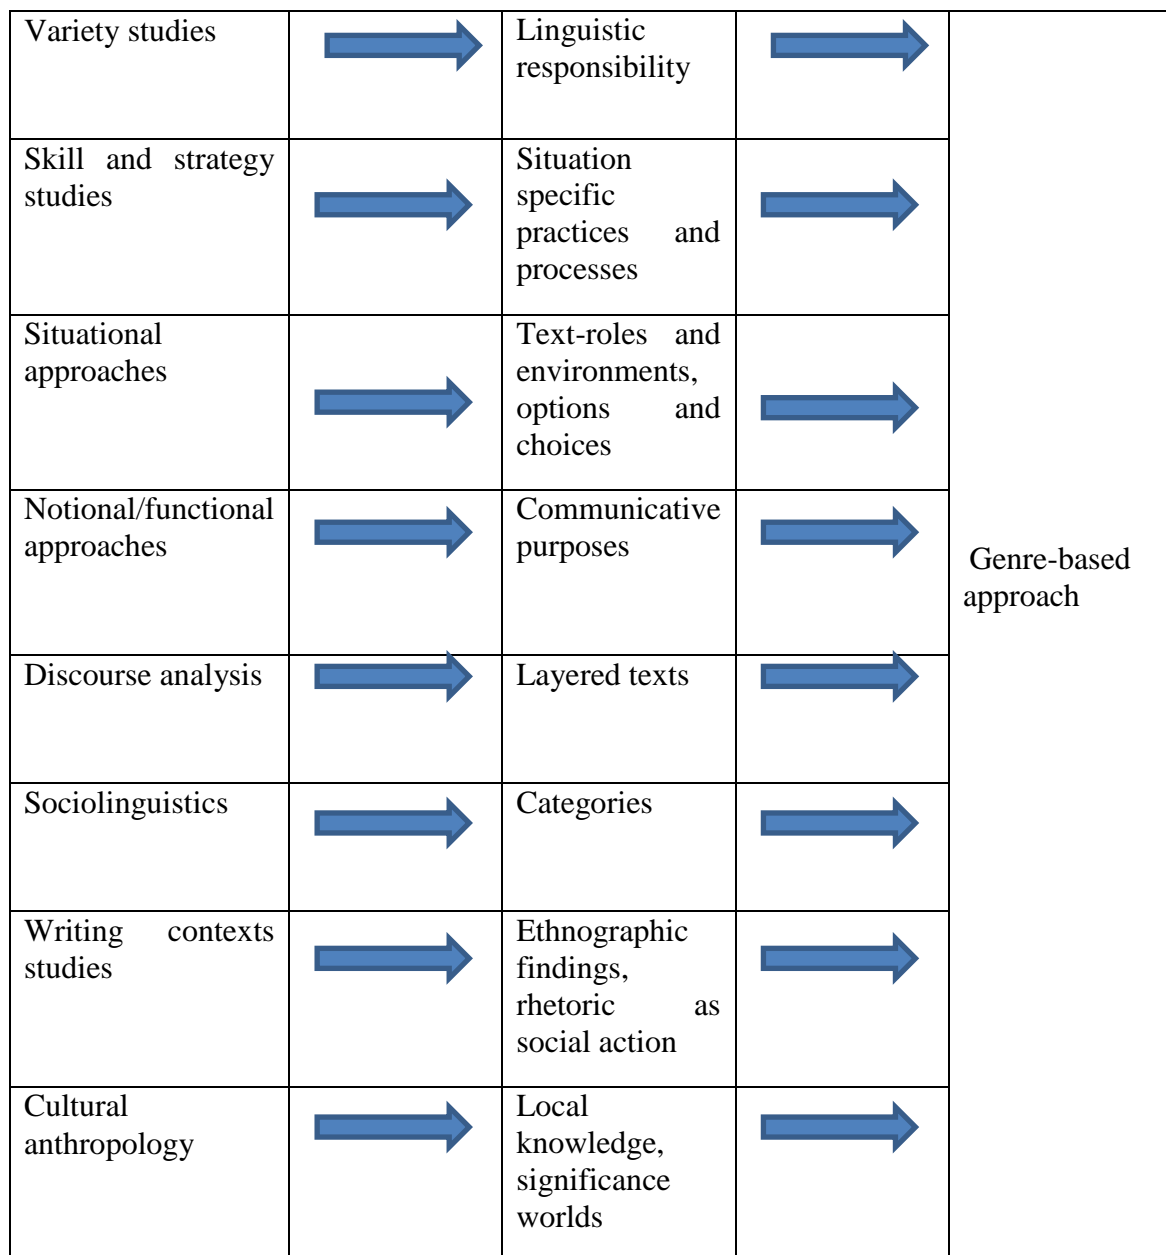 Variety studies
Linguistic
responsibility
Skill and strategy
studies
Situation
specific
practices and
processes
Situational
approaches
Text-roles and
environments,
options and
choices
Notional/functional
approaches
Communicative
purposes
Genre-based
approach
Discourse analysis
Layered texts
Sociolinguistics
Categories
Writing contexts
studies
Ethnographic
findings,
rhetoric as
social action
Cultural
anthropology
Local
knowledge,
significance
worlds